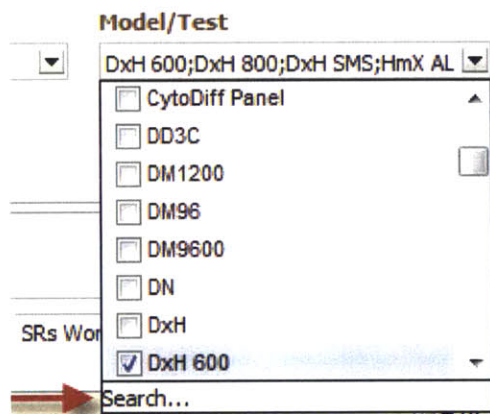 Model/Test
DxH 600;DxH 800;DxH SMS;HmX AL
CytoDiff Panel
DD3C
DM1200
DM96
DM9600
DN
DxH
SRs Wor
DxH 600
Search...